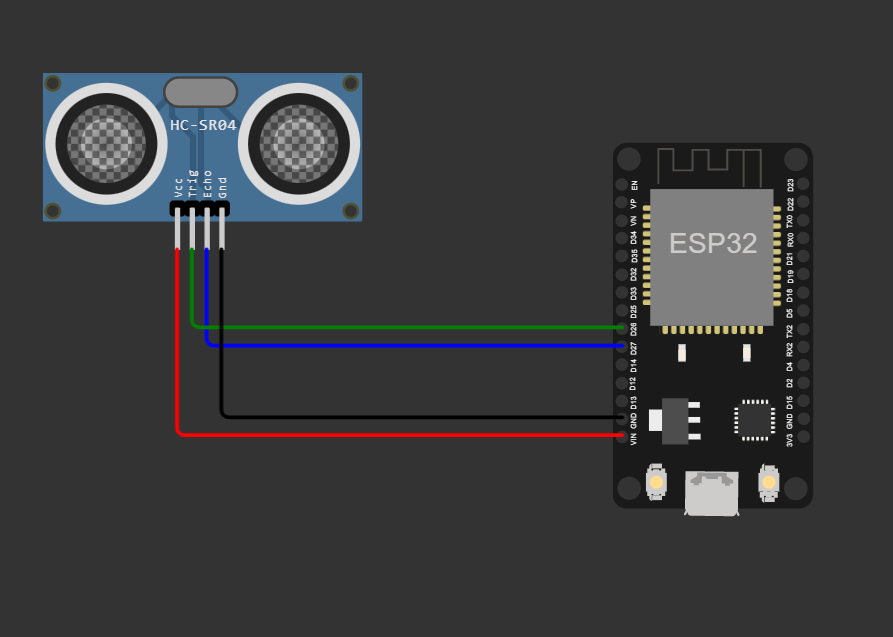 HC-SR04
Vcc
Trig
Echo
Gnd
ESP32
EN
VP
VN
D34
D35
D32
D33
D25
D26
D27
D14
D12
D13
GND
VIN
D23
D22
TX0
RX0
D21
D19
D18
D5
TX2
RX2
D4
D2
D15
GND
3V3